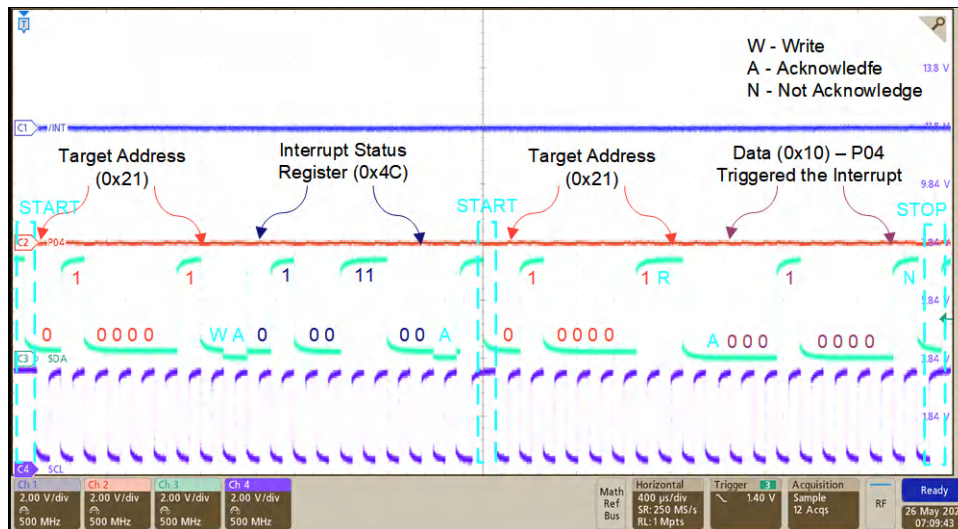 W - Write
A - Acknowledfe
N - Not Acknowledge
13.8 V
C1 /INT
Target Address
(0x21)
Interrupt Status
Register (0x4C)
Target Address
(0x21)
Data (0x10) – P04
Triggered the Interrupt
9.84 V
START
START
STOP
C2 P04
1 1 1 11 1 1 R 1 N
5.84 V
0 0000 W A 0 00 00 A 0 0000 A 000 0000
C3 SDA
3.84 V
1.84 V
C4 SCL
Ch 1
2.00 V/div
500 MHz
Ch 2
2.00 V/div
500 MHz
Ch 3
2.00 V/div
500 MHz
Ch 4
2.00 V/div
500 MHz
Math
Ref
Bus
Horizontal
400 µs/div
SR: 250 MS/s
RL: 1 Mpts
Trigger 3
1.40 V
Acquisition
Sample
12 Acqs
RF
Ready
26 May 202
07:09:43